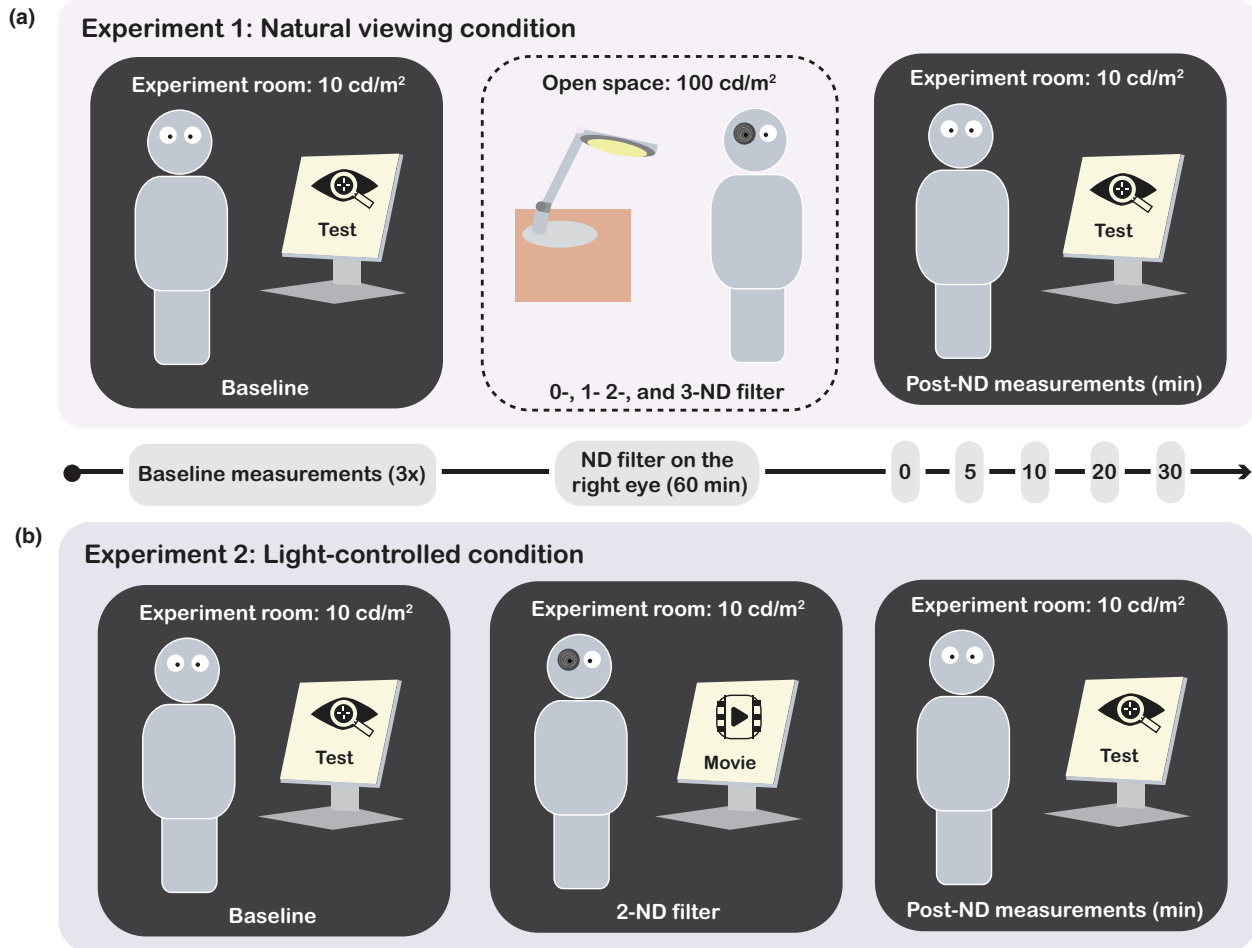 (a)
Experiment 1: Natural viewing condition
Experiment room: 10 cd/m²
Test
Baseline
Open space: 100 cd/m²
0-, 1- 2-, and 3-ND filter
Experiment room: 10 cd/m²
Test
Post-ND measurements (min)
Baseline measurements (3x)
ND filter on the
right eye (60 min)
0
5
10
20
30
(b)
Experiment 2: Light-controlled condition
Experiment room: 10 cd/m²
Test
Baseline
Experiment room: 10 cd/m²
Movie
2-ND filter
Experiment room: 10 cd/m²
Test
Post-ND measurements (min)